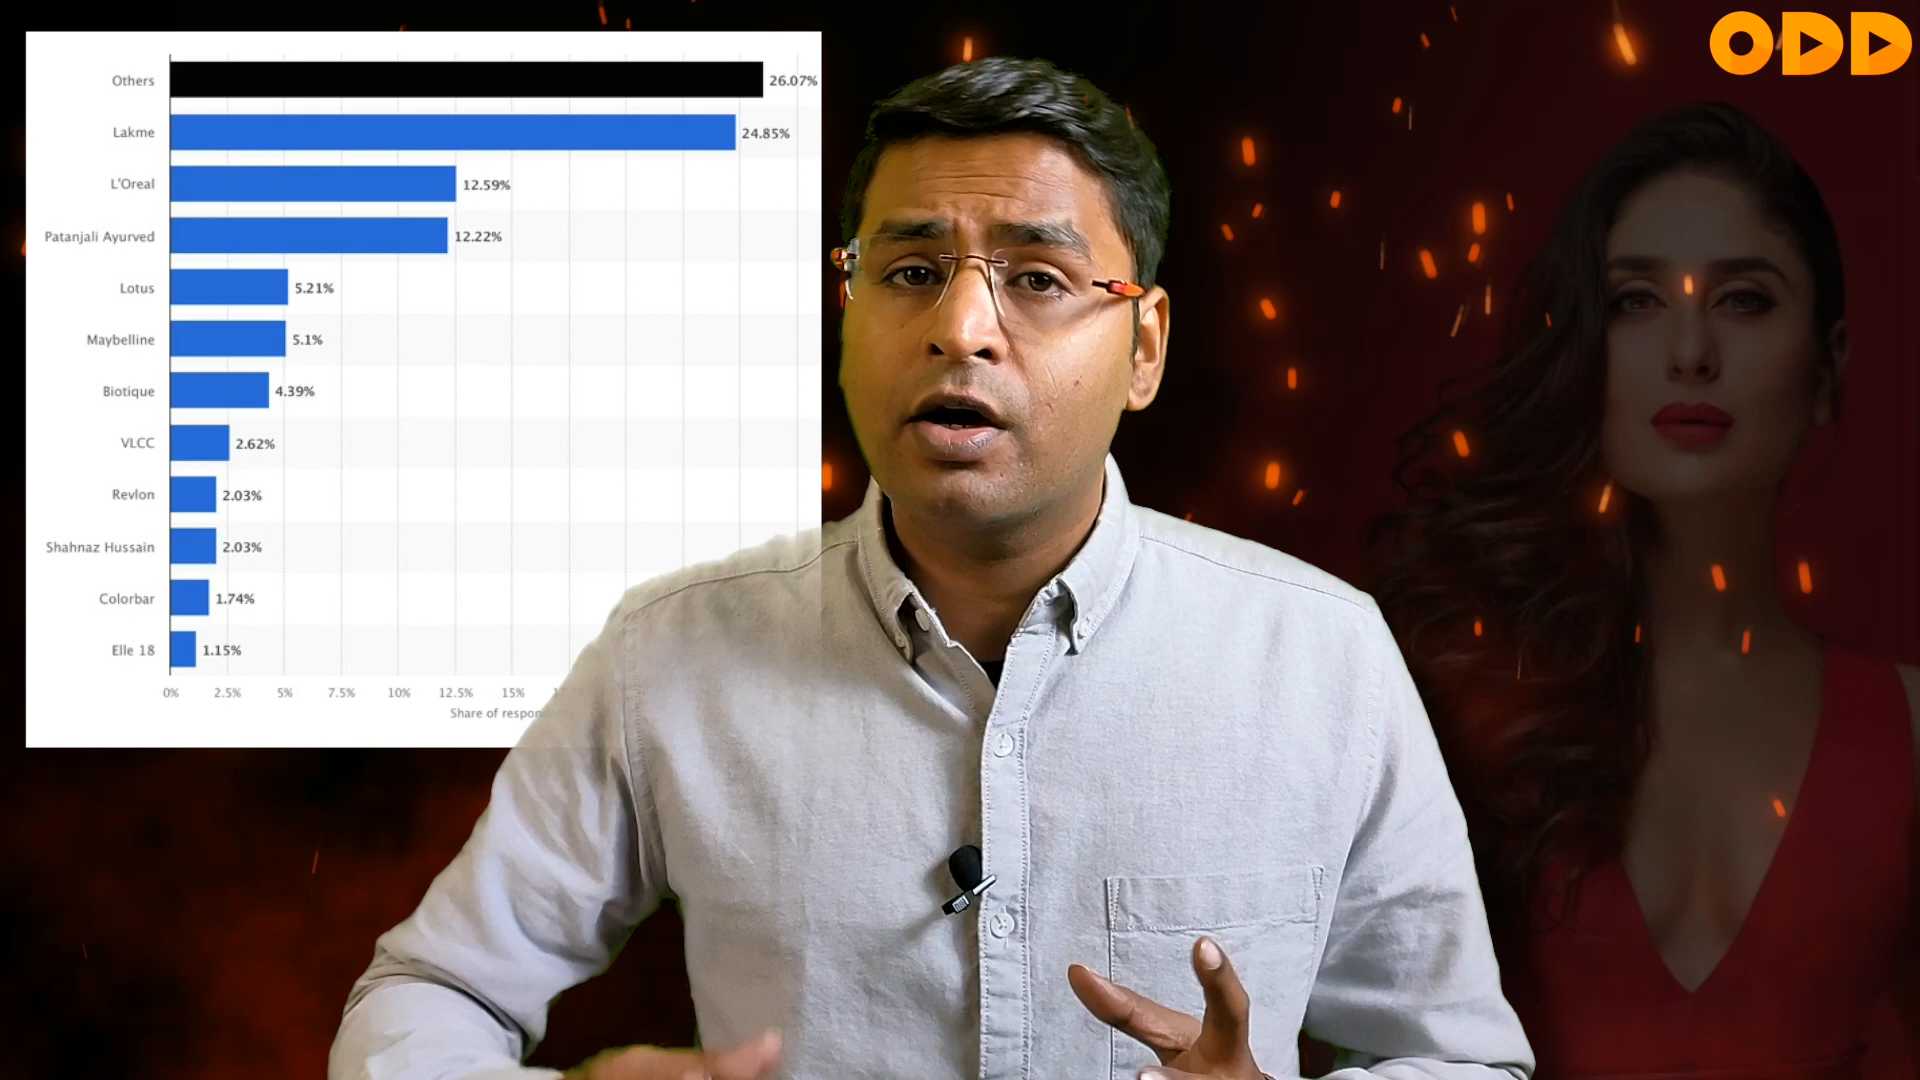 ODD
Others 26.07%
Lakme 24.85%
L'Oreal 12.59%
Patanjali Ayurved 12.22%
Lotus 5.21%
Maybelline 5.1%
Biotique 4.39%
VLCC 2.62%
Revlon 2.03%
Shahnaz Hussain 2.03%
Colorbar 1.74%
Elle 18 1.15%
0% 2.5% 5% 7.5% 10% 12.5% 15%
Share of